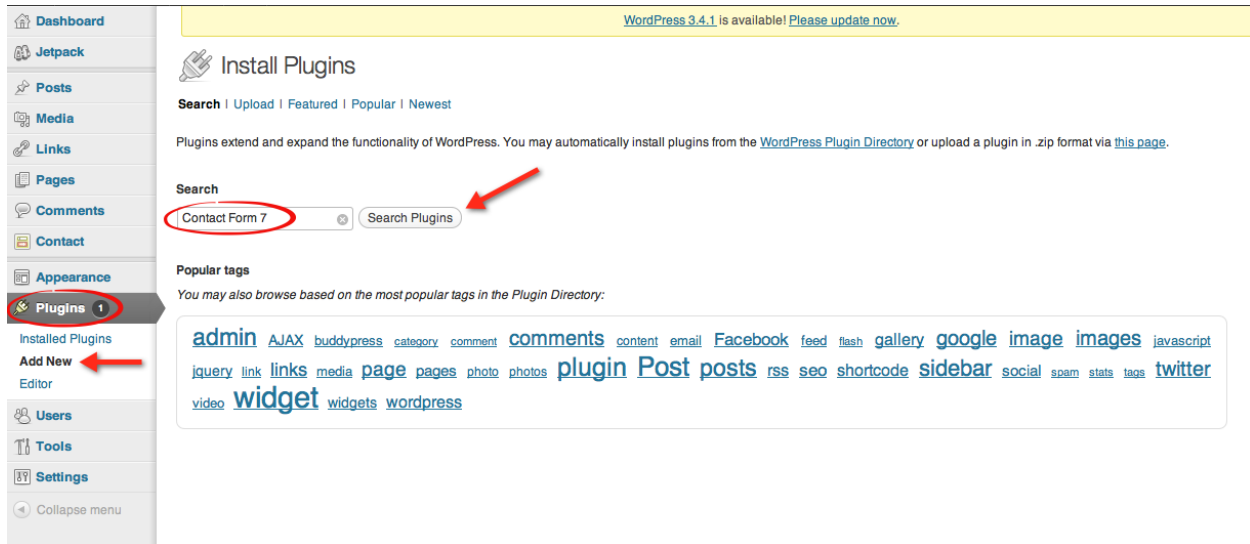 Dashboard
Jetpack
Posts
Media
Links
Pages
Comments
Contact
Appearance
Plugins 1
Installed Plugins
Add New
Editor
Users
Tools
Settings
Collapse menu
WordPress 3.4.1 is available! Please update now.
Install Plugins
Search | Upload | Featured | Popular | Newest
Plugins extend and expand the functionality of WordPress. You may automatically install plugins from the WordPress Plugin Directory or upload a plugin in .zip format via this page.
Search
Contact Form 7 Search Plugins
Popular tags
You may also browse based on the most popular tags in the Plugin Directory:
admin AJAX buddypress category comment comments content email Facebook feed flash gallery google image images javascript
jquery link links media page pages photo photos plugin Post posts rss seo shortcode sidebar social spam stats tags twitter
video widget widgets wordpress